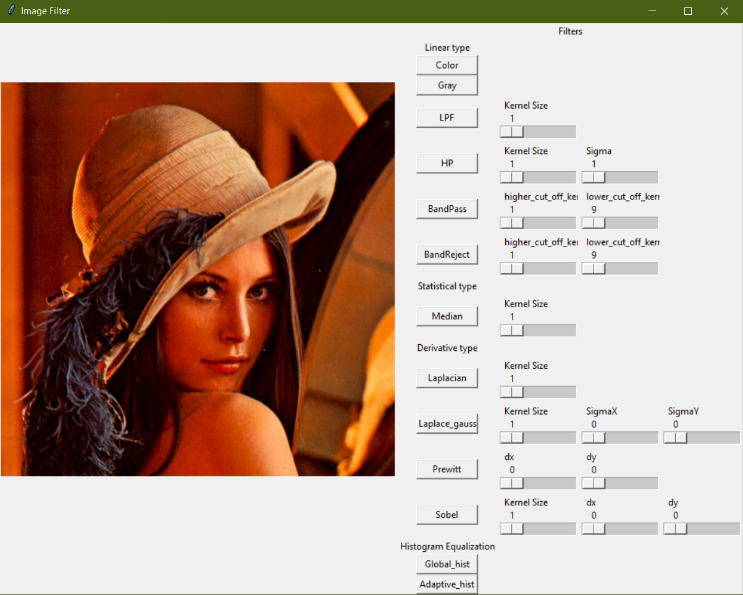 Image Filter
Filters
Linear type
Color
Gray
Kernel Size
LPF 1
Kernel Size Sigma
HP 1 1
higher_cut_off_ker lower_cut_off_kerr
BandPass 1 9
higher_cut_off_ker lower_cut_off_kerr
BandReject 1 9
Statistical type
Kernel Size
Median 1
Derivative type
Kernel Size
Laplacian 1
Kernel Size SigmaX SigmaY
Laplace_gauss 1 0 0
dx dy
Prewitt 0 0
Kernel Size dx dy
Sobel 1 0 0
Histogram Equalization
Global_hist
Adaptive_hist